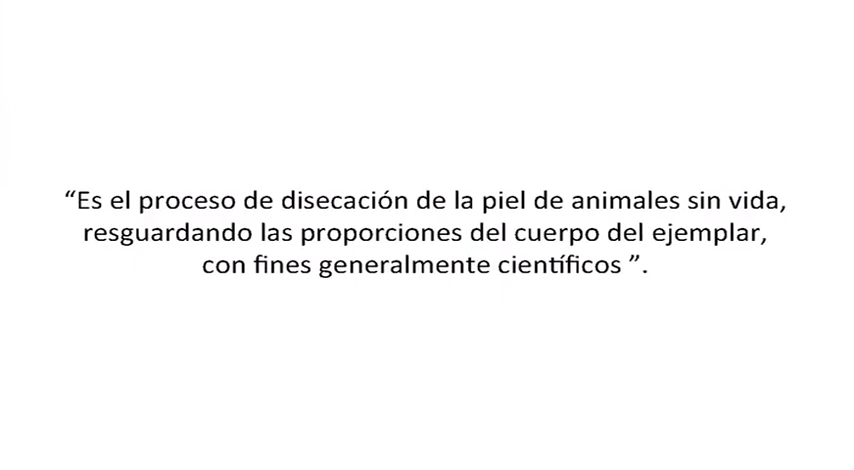 “Es el proceso de disecación de la piel de animales sin vida,
resguardando las proporciones del cuerpo del ejemplar,
con fines generalmente científicos ”.